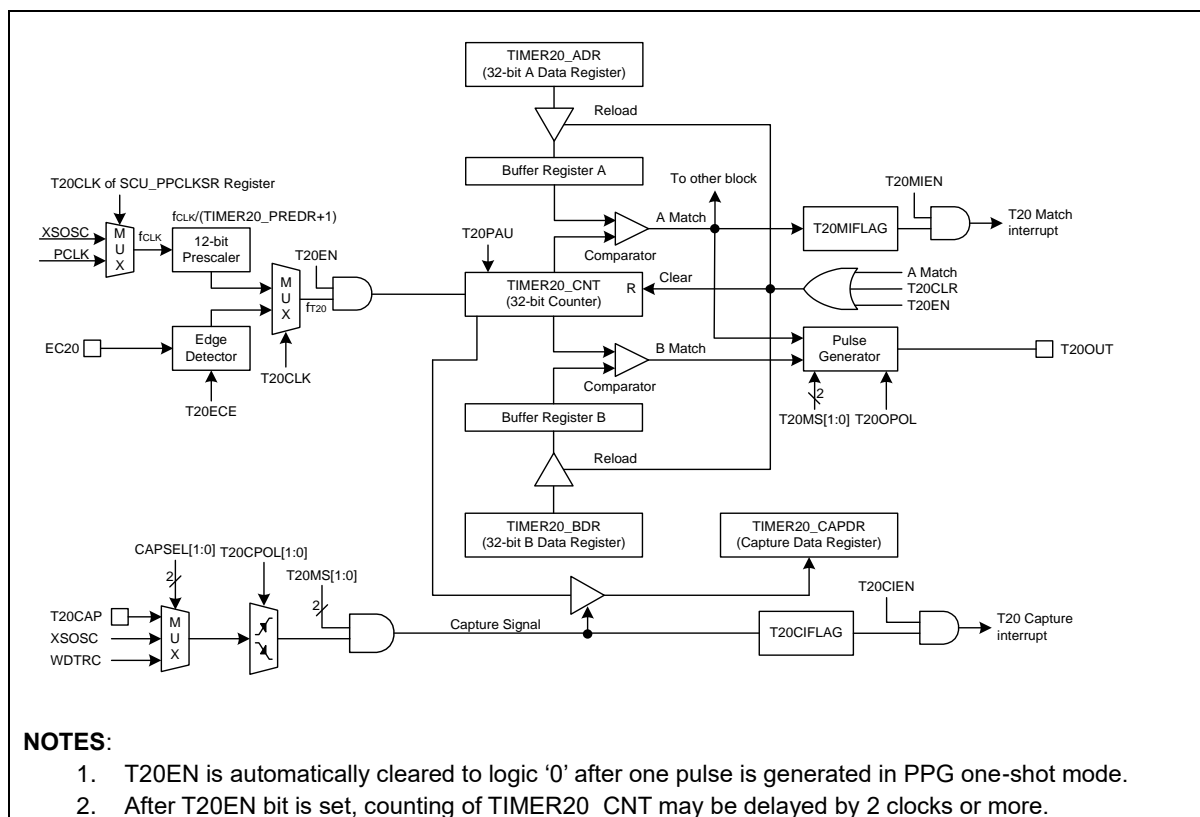 TIMER20_ADR
(32-bit A Data Register)
Reload
Buffer Register A
T20CLK of SCU_PPCLKSR Register
To other block
T20MIEN
fCLK/(TIMER20_PREDR+1)
XSOSC
PCLK
MUX
fCLK
12-bit
Prescaler
A Match
T20MIFLAG
T20 Match
interrupt
T20EN
T20PAU
Comparator
MUX
fT20
TIMER20_CNT
(32-bit Counter)
R
Clear
A Match
T20CLR
T20EN
EC20
Edge
Detector
T20CLK
B Match
Pulse
Generator
T20OUT
Comparator
T20ECE
Buffer Register B
2
T20MS[1:0]
T20OPOL
Reload
TIMER20_BDR
(32-bit B Data Register)
TIMER20_CAPDR
(Capture Data Register)
CAPSEL[1:0]
T20CPOL[1:0]
2
T20MS[1:0]
2
T20CIEN
T20CAP
XSOSC
WDTRC
MUX
Capture Signal
T20CIFLAG
T20 Capture
interrupt
NOTES:
1. T20EN is automatically cleared to logic ‘0’ after one pulse is generated in PPG one-shot mode.
2. After T20EN bit is set, counting of TIMER20_CNT may be delayed by 2 clocks or more.